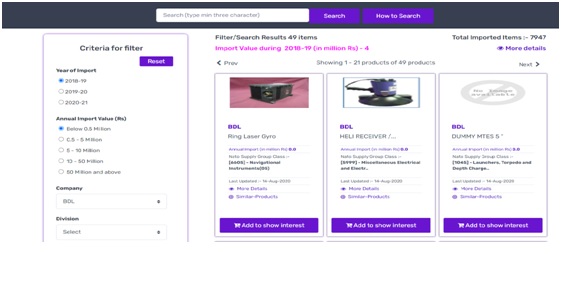 Search (type min three character)
Search
How to Search
Criteria for filter
Reset
Year of Import
2018-19
2019-20
2020-21
Annual Import Value (Rs)
Below 0.5 Million
0.5 - 5 Million
5 - 10 Million
10 - 50 Million
50 Million and above
Company
BDL
Division
Select
Filter/Search Results 49 items
Total Imported Items :- 7947
Import Value during 2018-19 (in million Rs) - 4
More details
Prev
Showing 1 - 21 products of 49 products
Next
BDL
Ring Laser Gyro
Annual Import (in million Rs) 0.0
Nato Supply Group Class :-
[6605] - Navigational
Instruments(05)
Last Updated :- 14-Aug-2020
More Details
Similar-Products
Add to show interest
BDL
HELI RECEIVER /...
Annual Import (in million Rs) 0.0
Nato Supply Group Class :-
[5999] - Miscellaneous Electrical
and Electr..
Last Updated :- 14-Aug-2020
More Details
Similar-Products
Add to show interest
BDL
DUMMY MTES 5 "
Annual Import (in million Rs) 0.0
Nato Supply Group Class :-
[1045] - Launchers, Torpedo and
Depth Charge..
Last Updated :- 14-Aug-2020
More Details
Similar-Products
Add to show interest